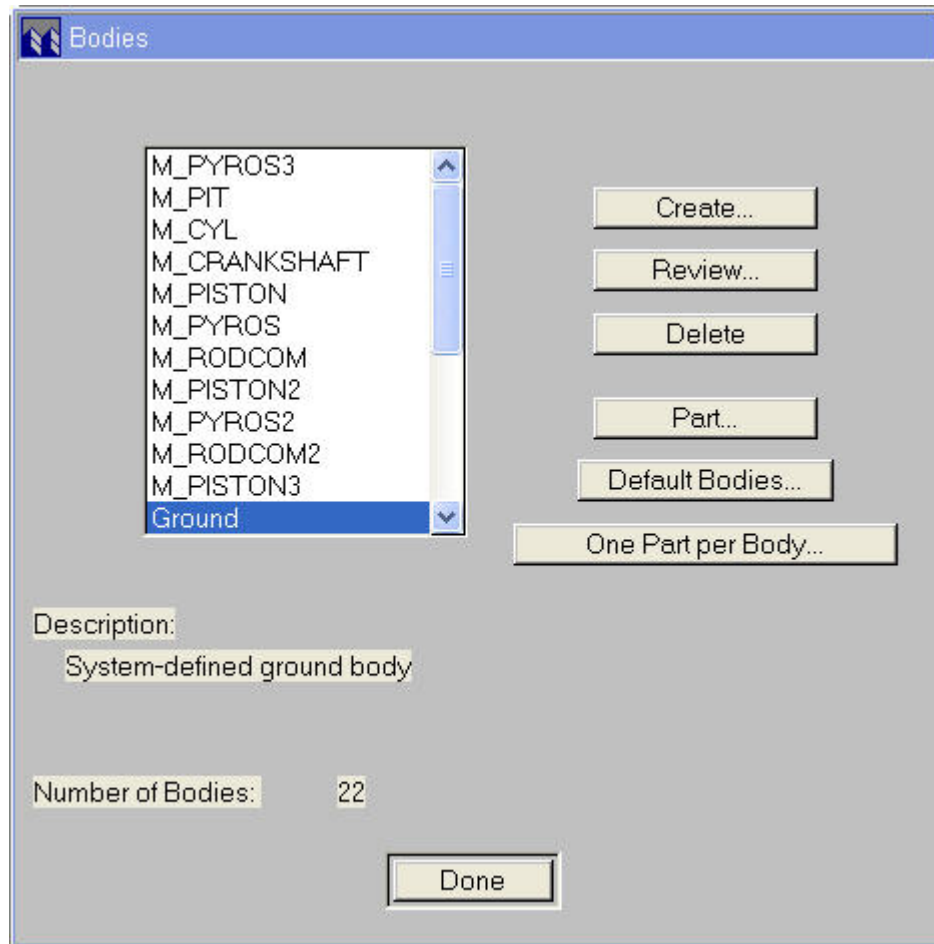 Bodies
M_PYROS3
M_PIT
M_CYL
M_CRANKSHAFT
M_PISTON
M_PYROS
M_RODCOM
M_PISTON2
M_PYROS2
M_RODCOM2
M_PISTON3
Ground
Create...
Review...
Delete
Part...
Default Bodies...
One Part per Body...
Description:
System-defined ground body
Number of Bodies: 22
Done